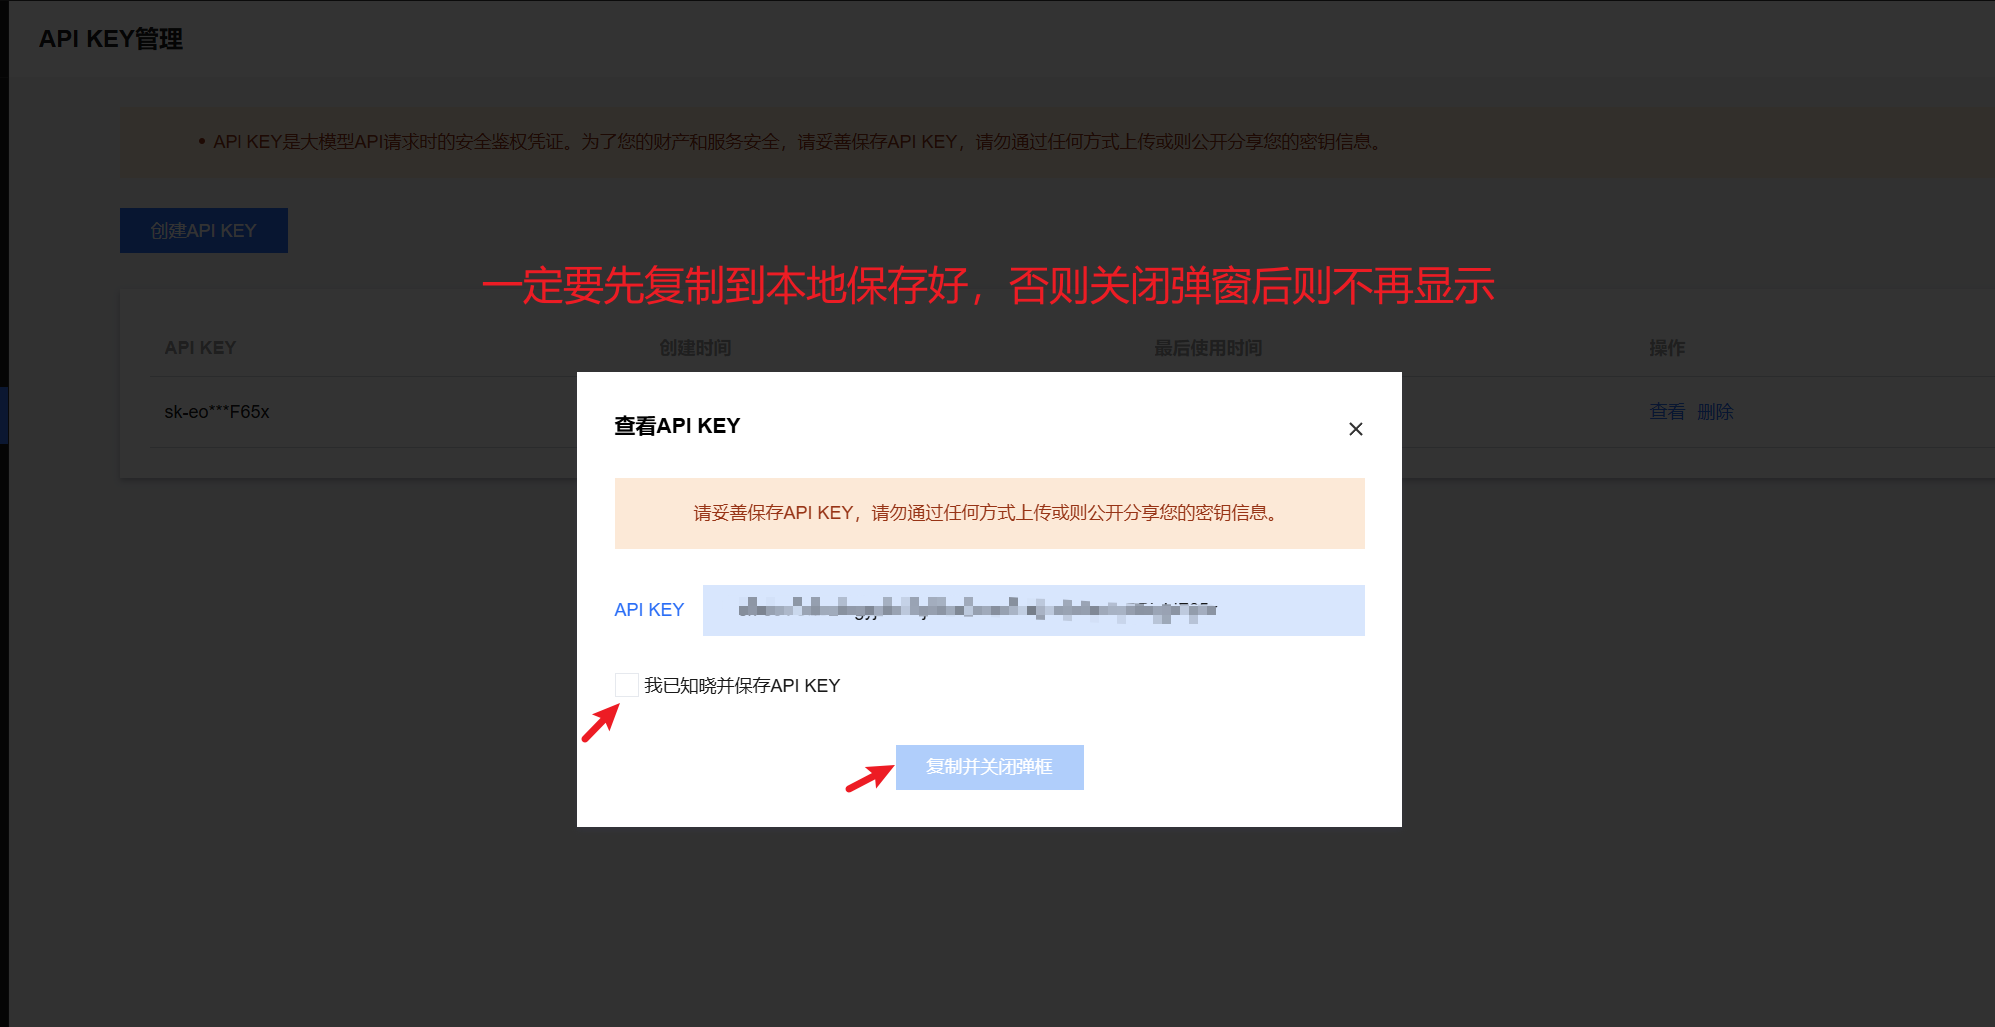 API KEY管理
• API KEY是大模型API请求时的安全鉴权凭证。为了您的财产和服务安全，请妥善保存API KEY，请勿通过任何方式上传或则公开分享您的密钥信息。
创建API KEY
一定要先复制到本地保存好，否则关闭弹窗后则不再显示
API KEY 创建时间 最后使用时间 操作
sk-eo***F65x 查看 删除
查看API KEY
请妥善保存API KEY，请勿通过任何方式上传或则公开分享您的密钥信息。
API KEY
我已知晓并保存API KEY
复制并关闭弹框